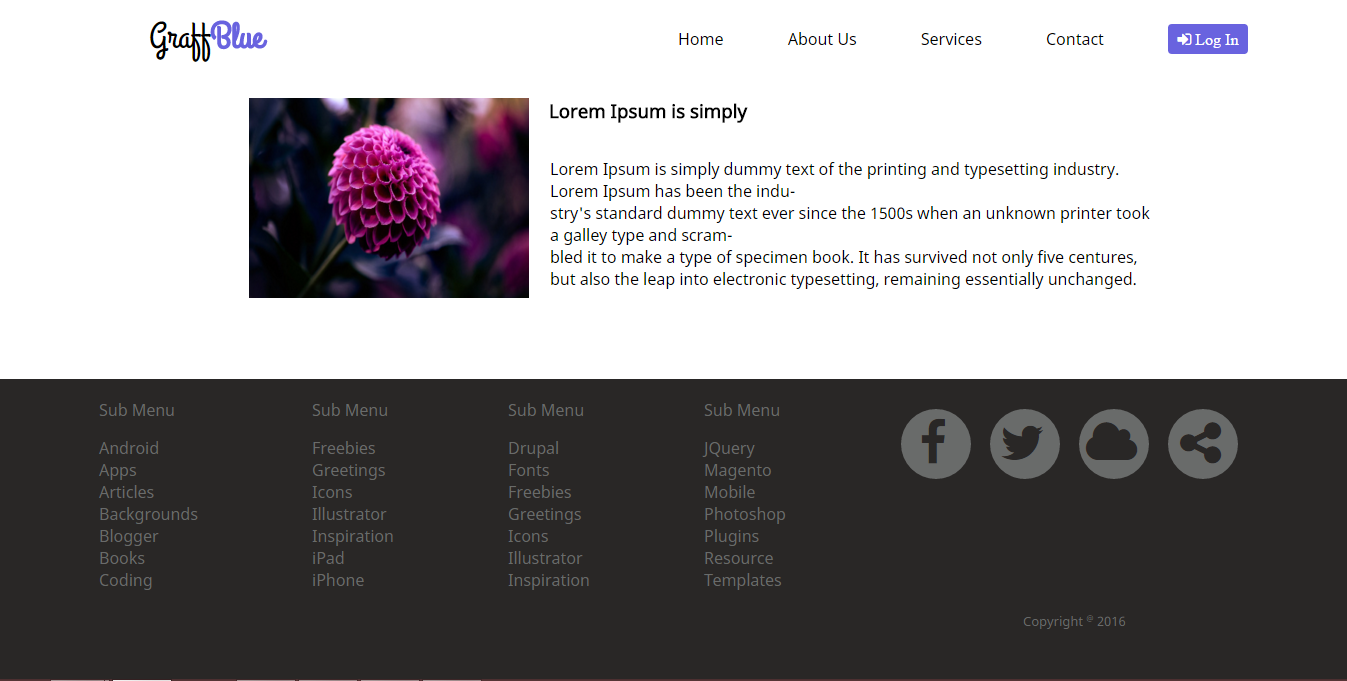 GraffBlue
Home About Us Services Contact Log In
Lorem Ipsum is simply
Lorem Ipsum is simply dummy text of the printing and typesetting industry.
Lorem Ipsum has been the indu-
stry's standard dummy text ever since the 1500s when an unknown printer took
a galley type and scram-
bled it to make a type of specimen book. It has survived not only five centures,
but also the leap into electronic typesetting, remaining essentially unchanged.
Sub Menu
Android
Apps
Articles
Backgrounds
Blogger
Books
Coding
Sub Menu
Freebies
Greetings
Icons
Illustrator
Inspiration
iPad
iPhone
Sub Menu
Drupal
Fonts
Freebies
Greetings
Icons
Illustrator
Inspiration
Sub Menu
JQuery
Magento
Mobile
Photoshop
Plugins
Resource
Templates
Copyright @ 2016